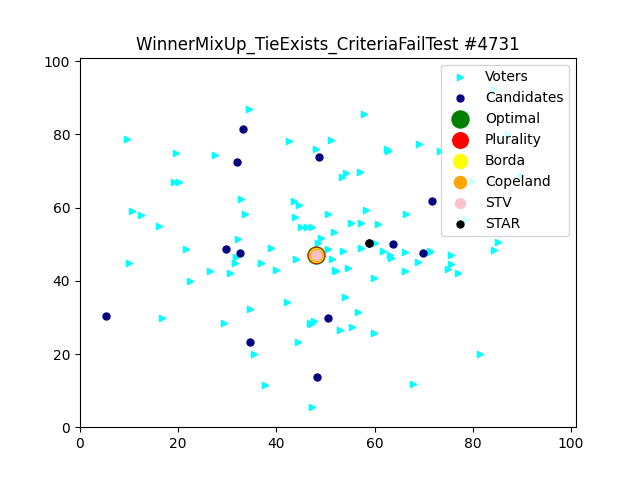 WinnerMixUp_TieExists_CriteriaFailTest #4731
100
80
60
40
20
0
0 20 40 60 80 100
Voters
Candidates
Optimal
Plurality
Borda
Copeland
STV
STAR